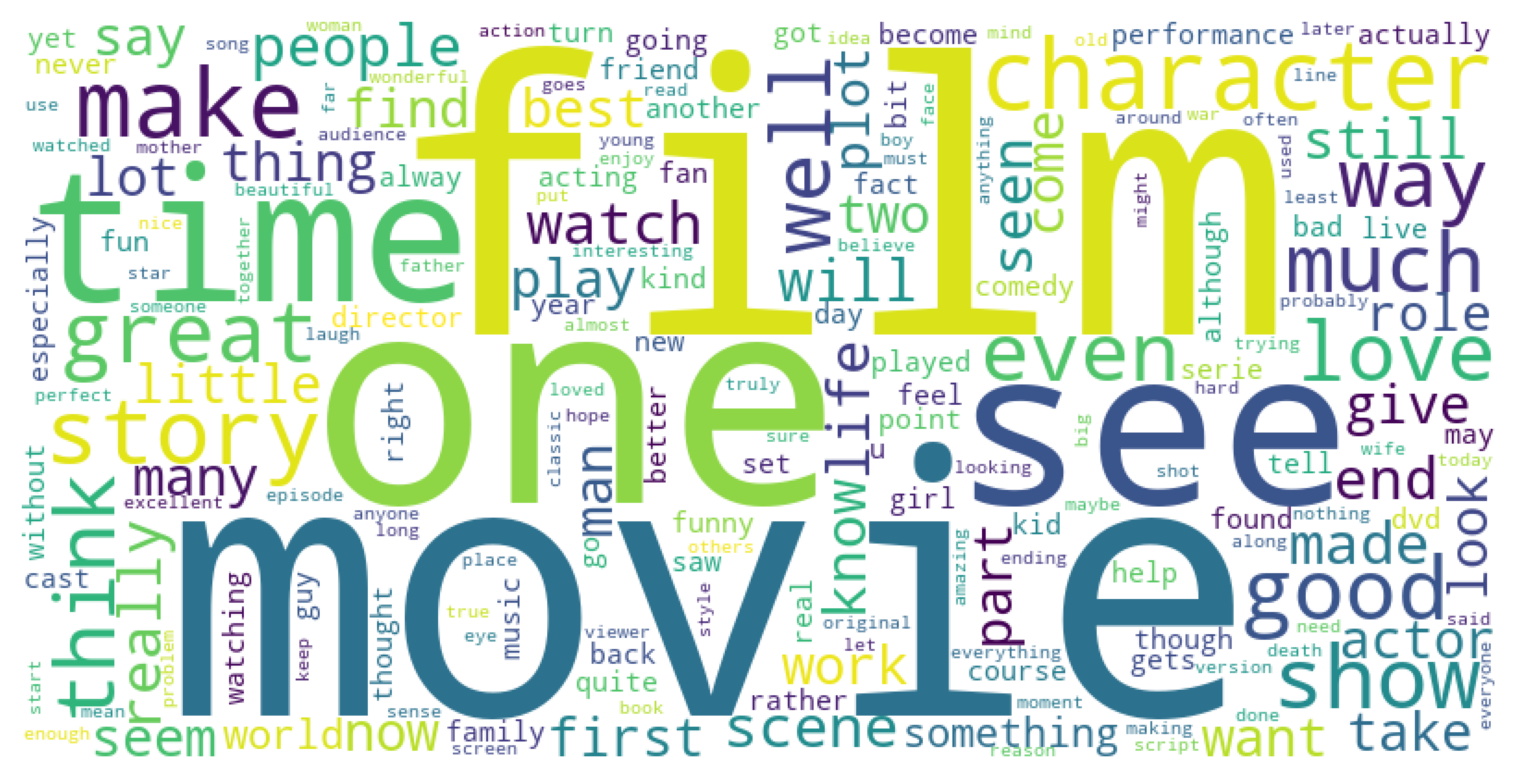 yet say song people woman action turn going got idea become mind old performance later actually
never wonderful friend goes read character line
use make far find best another well plot bit face around war often still
watched mother audience film young enjoy boy must anything come used
lot thing alway acting fan fact seen might least way
beautiful time put watch two bad live
especially nice fun star together father interesting believe although much
play kind will comedy probably role
someone year day
great director laugh almost new life played even serie trying love
perfect little right loved truly feel hard give
story one classic hope better sure point see big wife may
many set u looking shot tell today end
without excellent episode man girl maybe
think really anyone long go funny others know part kid ending found nothing dvd look
cast movie place saw amazing along made
watching guy true music style real help good said
keep eye viewer original though need actor
start problem thought back let everything gets death
quite work course version show everyone
mean sense book rather moment done
enough seem world now family screen first scene something reason making script want take